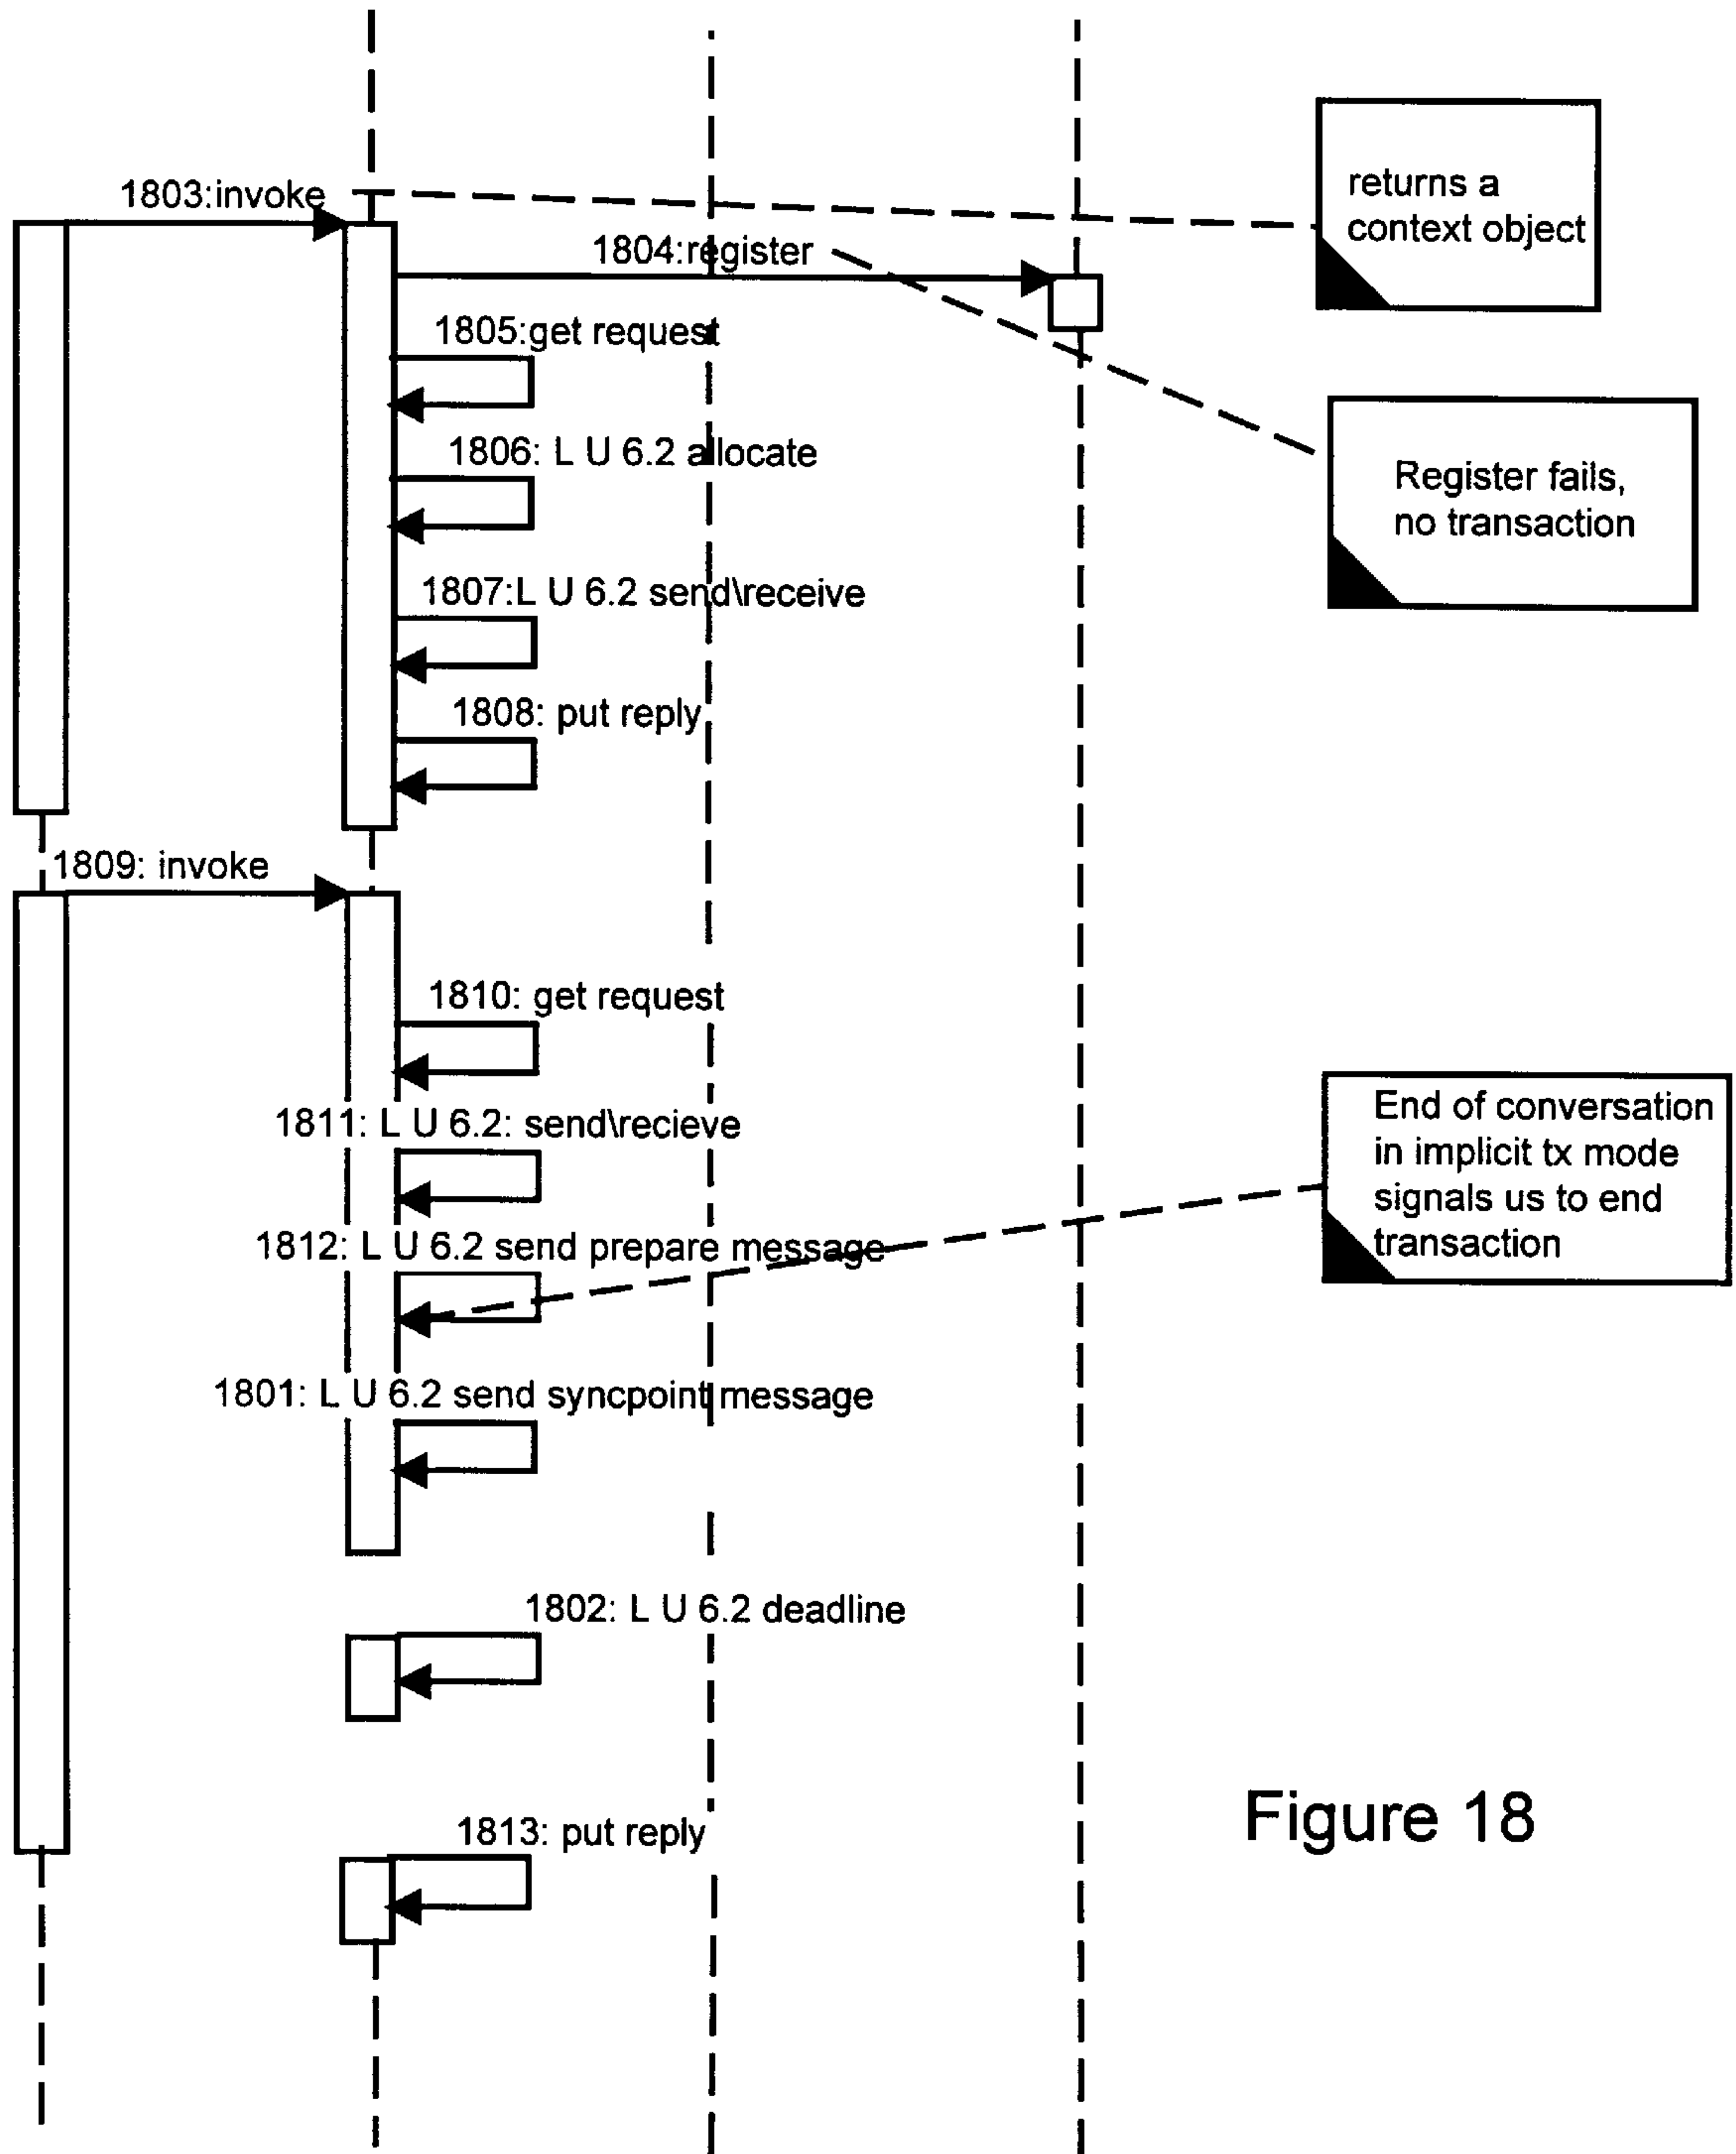 1803:invoke
returns a
context object
1804:register
1805:get request
1806: L U 6.2 allocate
Register fails,
no transaction
1807:L U 6.2 send\receive
1808: put reply
1809: invoke
1810: get request
1811: L U 6.2: send\recieve
End of conversation
in implicit tx mode
signals us to end
transaction
1812: L U 6.2 send prepare message
1801: L U 6.2 send syncpoint message
1802: L U 6.2 deadline
1813: put reply
Figure 18